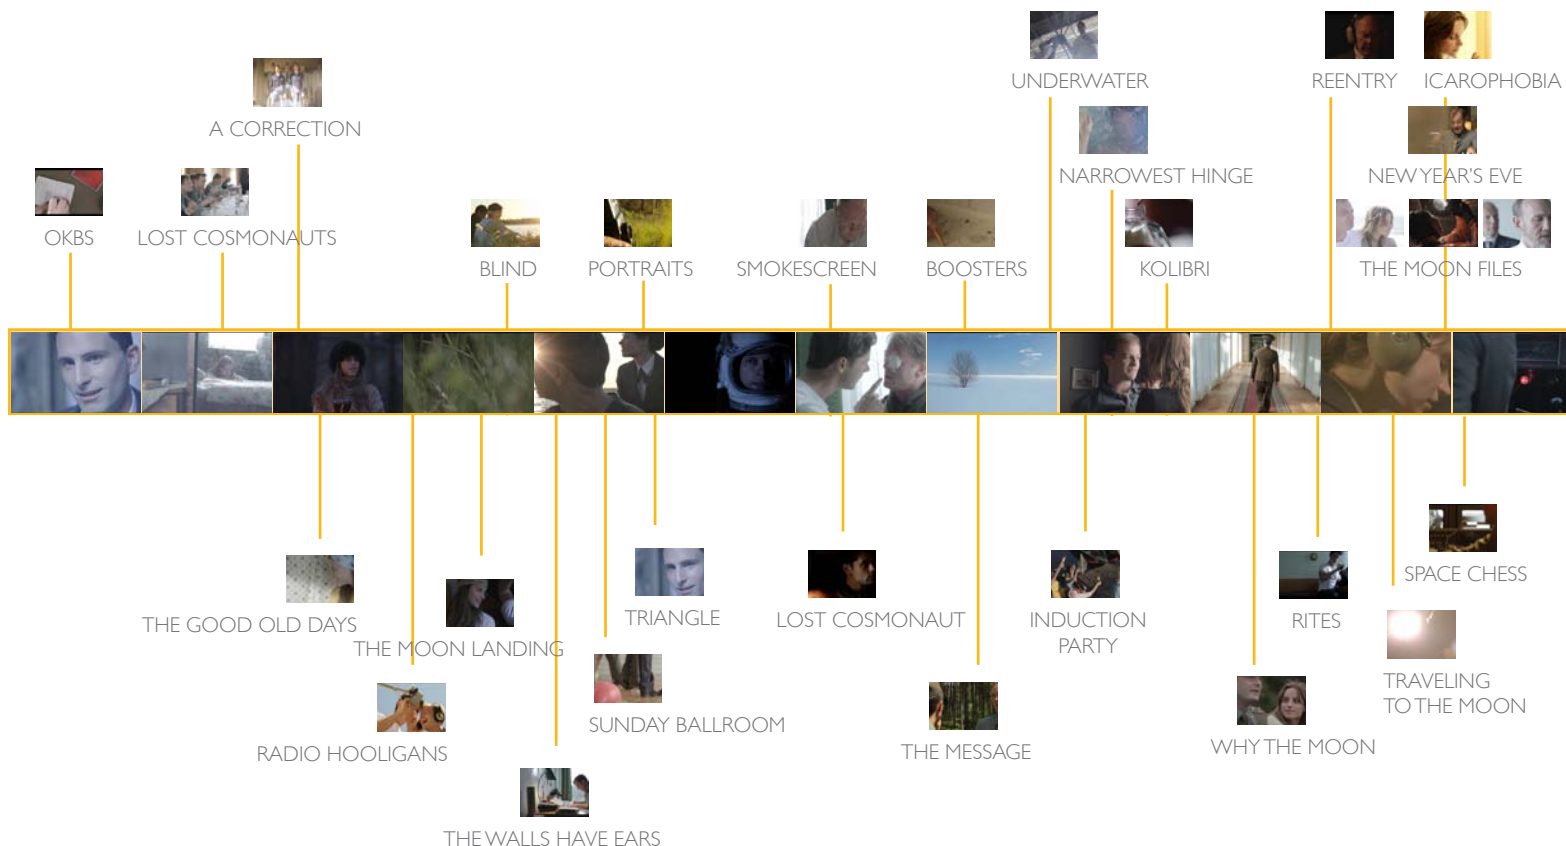 UNDERWATER
REENTRY
ICAROPHOBIA
A CORRECTION
NARROWEST HINGE
NEW YEAR'S EVE
OKBS
LOST COSMONAUTS
BLIND
PORTRAITS
SMOKESCREEN
BOOSTERS
KOLIBRI
THE MOON FILES
SPACE CHESS
THE GOOD OLD DAYS
TRIANGLE
LOST COSMONAUT
INDUCTION
PARTY
RITES
THE MOON LANDING
TRAVELING
TO THE MOON
SUNDAY BALLROOM
RADIO HOOLIGANS
THE MESSAGE
WHY THE MOON
THE WALLS HAVE EARS